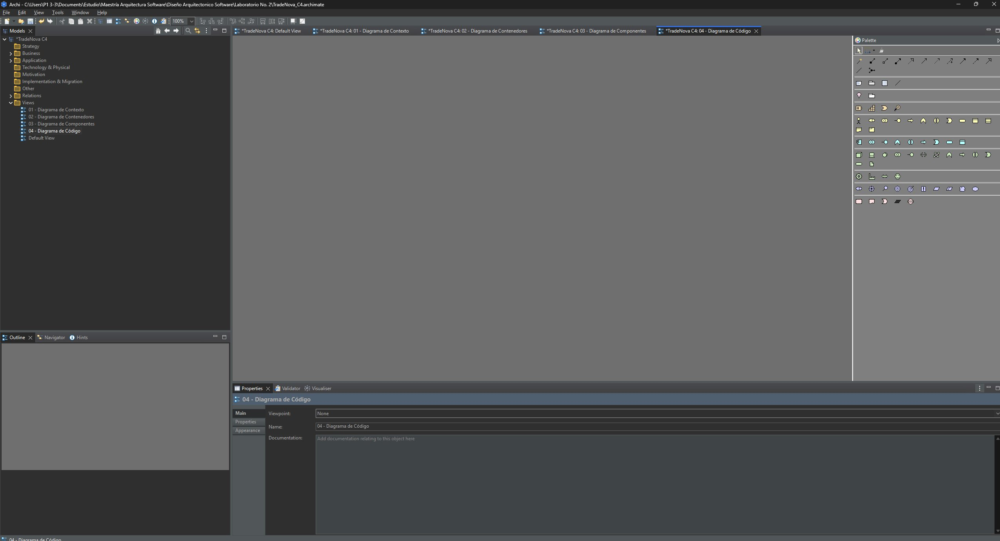 Archi - C:\Users\P1 3-3\Documents\Estudio\Maestría Arquitectura Software\Diseño Arquitectonico Software\Laboratorio No. 2\TradeNova_C4.archimate
File Edit View Tools Window Help
100%
Models
*TradeNova C4: Default View
*TradeNova C4: 01 - Diagrama de Contexto
*TradeNova C4: 02 - Diagrama de Contenedores
*TradeNova C4: 03 - Diagrama de Componentes
*TradeNova C4: 04 - Diagrama de Código
*TradeNova C4
Strategy
Business
Application
Technology & Physical
Motivation
Implementation & Migration
Other
Relations
Views
01 - Diagrama de Contexto
02 - Diagrama de Contenedores
03 - Diagrama de Componentes
04 - Diagrama de Código
Default View
Palette
Outline Navigator Hints
Properties Validator Visualiser
04 - Diagrama de Código
Main
Properties
Appearance
Viewpoint: None
Name: 04 - Diagrama de Código
Documentation: Add documentation relating to this object here
04 - Diagrama de Código